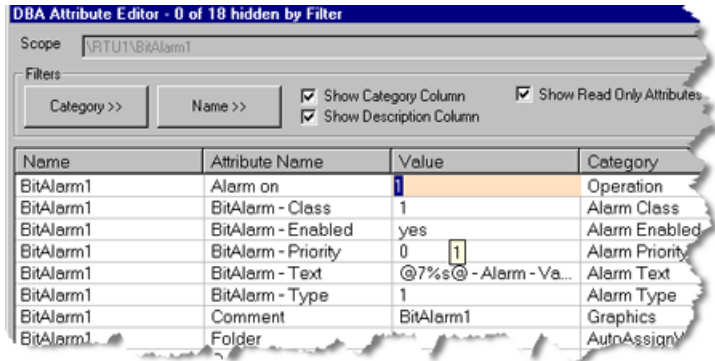 DBA Attribute Editor - 0 of 18 hidden by Filter
Scope \RTU1\BitAlarm1
Filters
Category >> Name >> Show Category Column Show Read Only Attributes
Show Description Column
Name Attribute Name Value Category
BitAlarm1 Alarm on 1 Operation
BitAlarm1 BitAlarm - Class 1 Alarm Class
BitAlarm1 BitAlarm - Enabled yes Alarm Enabled
BitAlarm1 BitAlarm - Priority 0 1 Alarm Priority
BitAlarm1 BitAlarm - Text @7%s@ - Alarm - Va... Alarm Text
BitAlarm1 BitAlarm - Type 1 Alarm Type
BitAlarm1 Comment BitAlarm1 Graphics
BitAlarm1 Folder